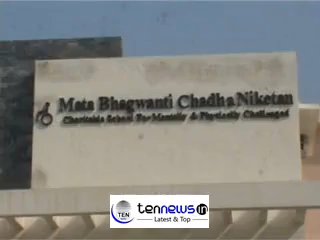 Mata Bhagwanti Chadha Niketan
Charitable School For Mentally & Physically Challenged
TEN
tennews.in
Latest & Top